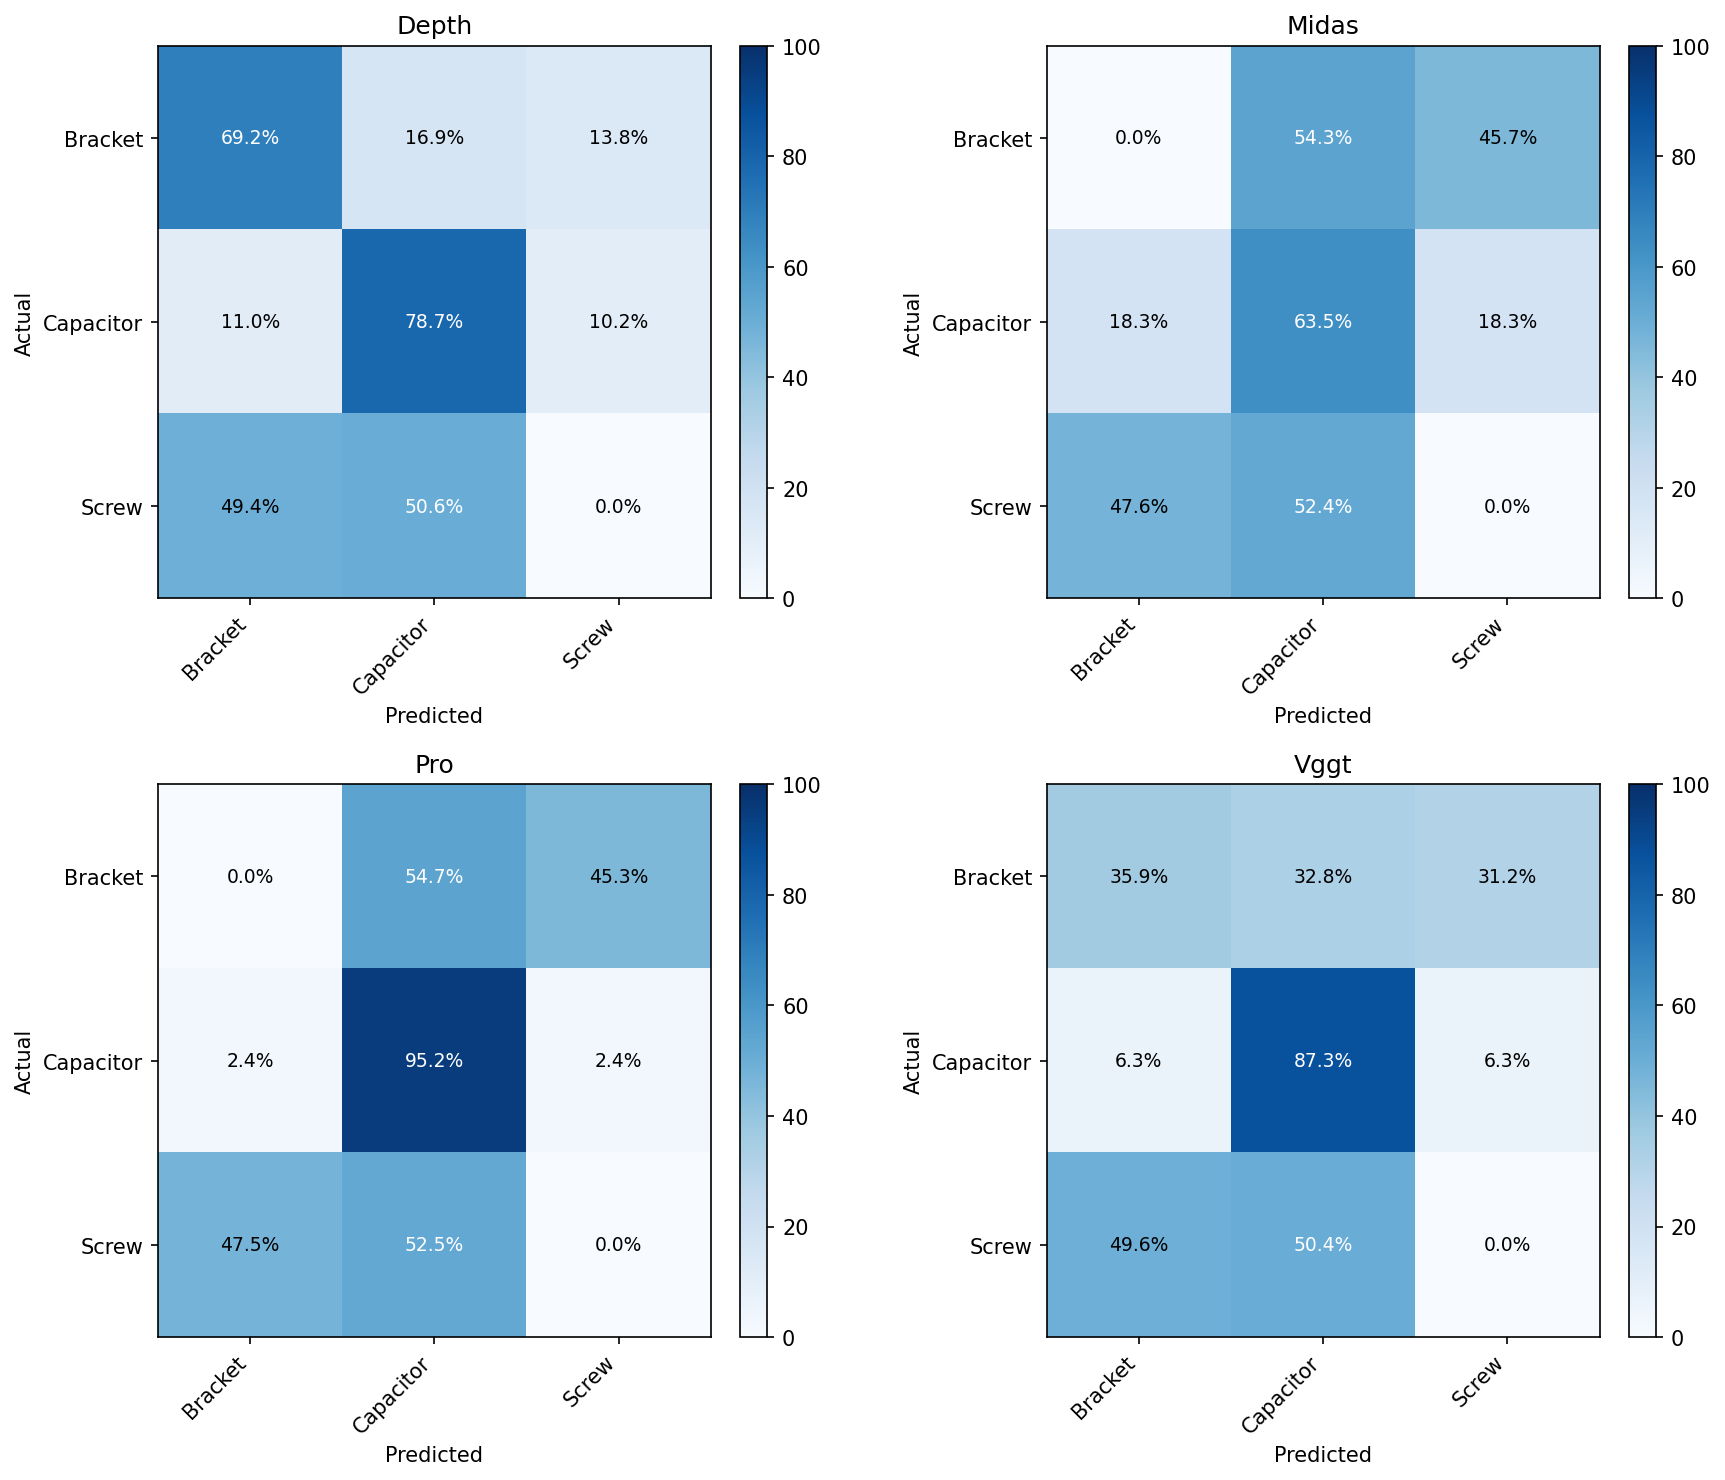 Depth
Bracket 69.2% 16.9% 13.8%
Capacitor 11.0% 78.7% 10.2%
Screw 49.4% 50.6% 0.0%
Actual
Bracket Capacitor Screw
Predicted
100
80
60
40
20
0
Midas
Bracket 0.0% 54.3% 45.7%
Capacitor 18.3% 63.5% 18.3%
Screw 47.6% 52.4% 0.0%
Actual
Bracket Capacitor Screw
Predicted
100
80
60
40
20
0
Pro
Bracket 0.0% 54.7% 45.3%
Capacitor 2.4% 95.2% 2.4%
Screw 47.5% 52.5% 0.0%
Actual
Bracket Capacitor Screw
Predicted
100
80
60
40
20
0
Vggt
Bracket 35.9% 32.8% 31.2%
Capacitor 6.3% 87.3% 6.3%
Screw 49.6% 50.4% 0.0%
Actual
Bracket Capacitor Screw
Predicted
100
80
60
40
20
0